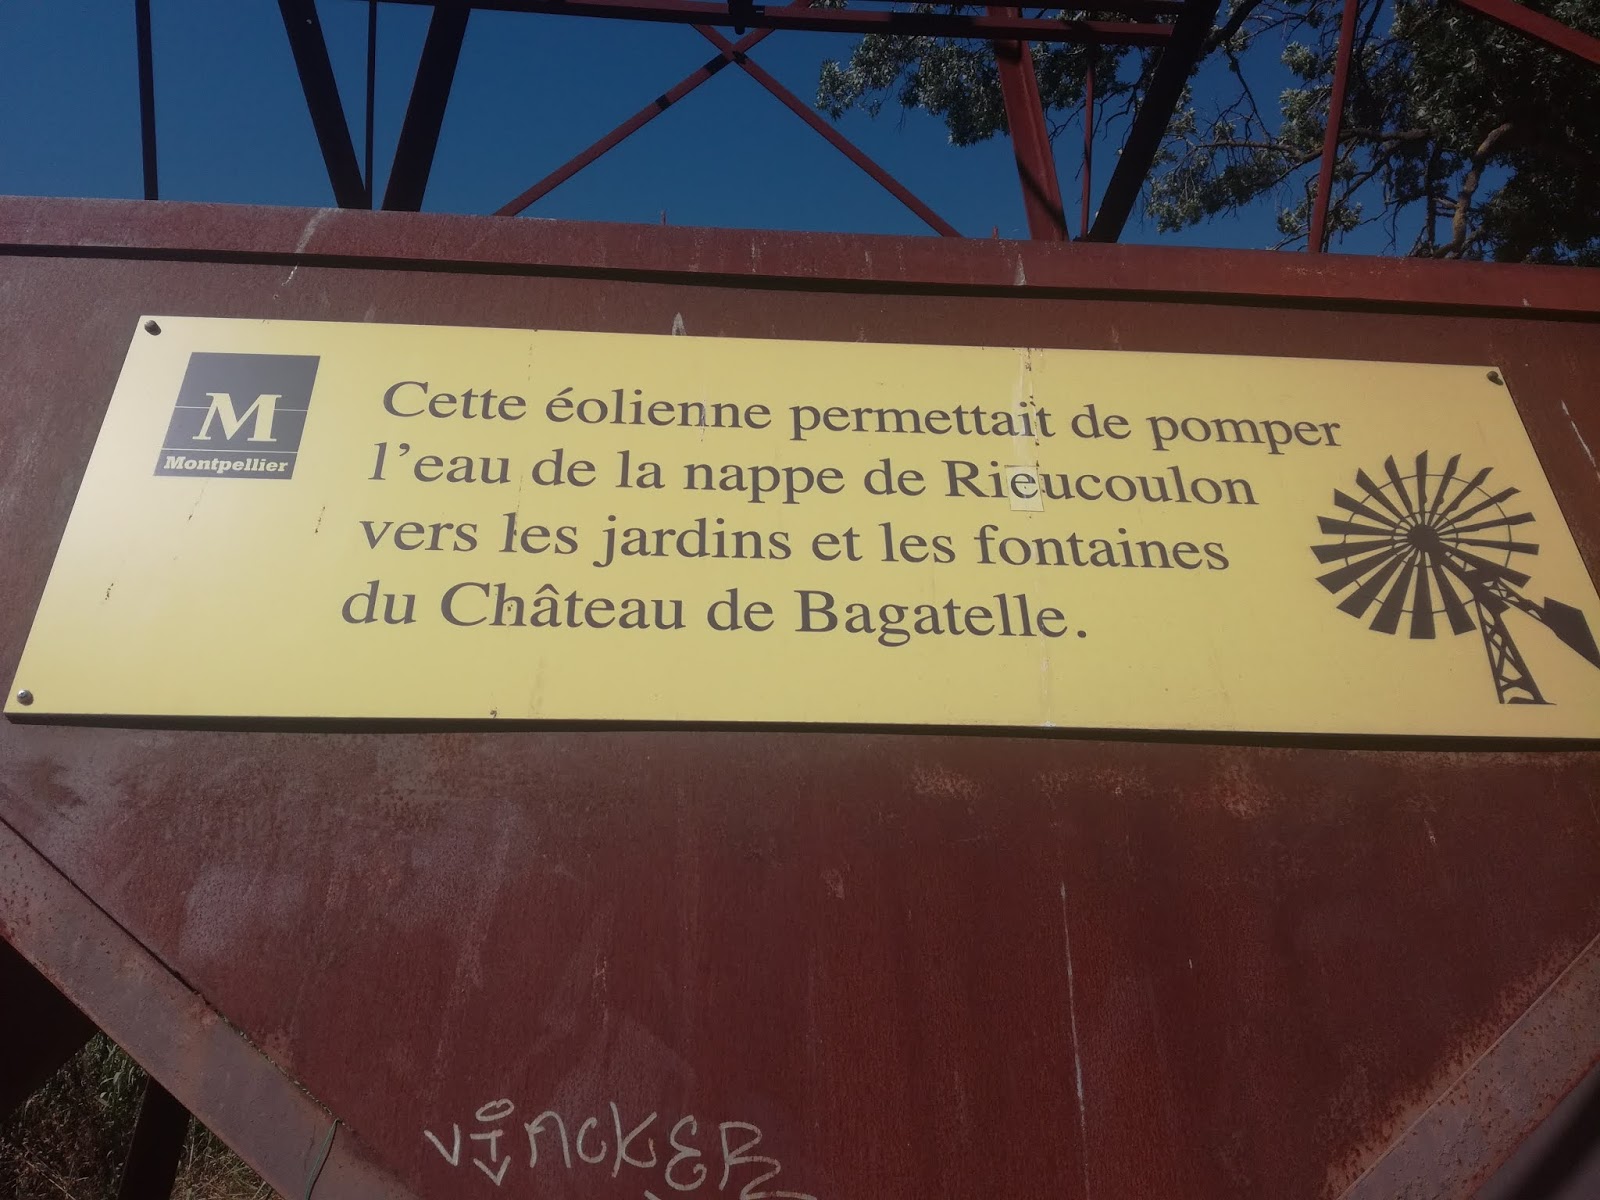 M
Montpellier
Cette éolienne permettait de pomper
l'eau de la nappe de Rieucoulon
vers les jardins et les fontaines
du Château de Bagatelle.